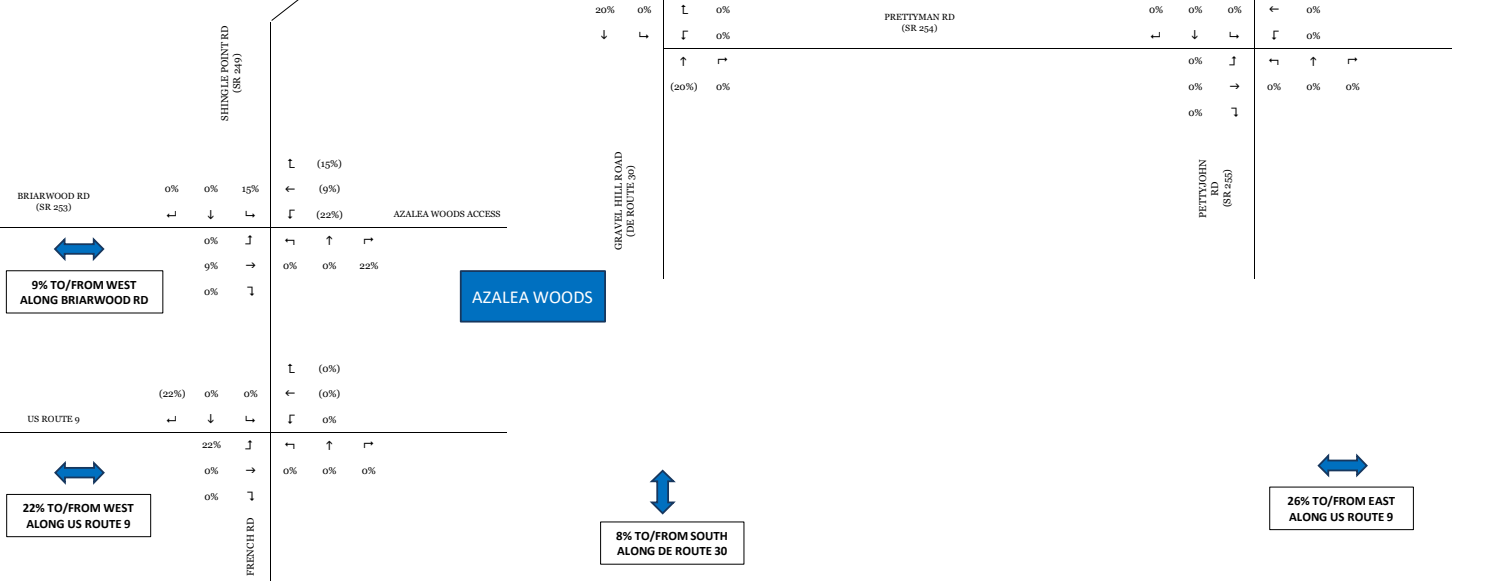 20% 0% 0%
0%
PRETTYMAN RD
(SR 254)
0% 0% 0% ← 0%
↓ ↓ 0%
↑ 0% ↑
(20%) 0% 0% → 0% 0% 0%
0%
SHINGLE POINT RD
(SR 249)
(15%)
BRIARWOOD RD
(SR 253)
0% 0% 15% ← (9%)
↓ (22%) AZALEA WOODS ACCESS
GRAVEL HILL ROAD
(DE ROUTE 30)
PETTYJOHN
RD
(SR 255)
0% ↑
9% → 0% 0% 22%
0%
9% TO/FROM WEST
ALONG BRIARWOOD RD
AZALEA WOODS
(0%)
(22%) 0% 0% ← (0%)
US ROUTE 9 ↓ 0%
22% ↑
0% → 0% 0% 0%
0%
22% TO/FROM WEST
ALONG US ROUTE 9
FRENCH RD
8% TO/FROM SOUTH
ALONG DE ROUTE 30
26% TO/FROM EAST
ALONG US ROUTE 9